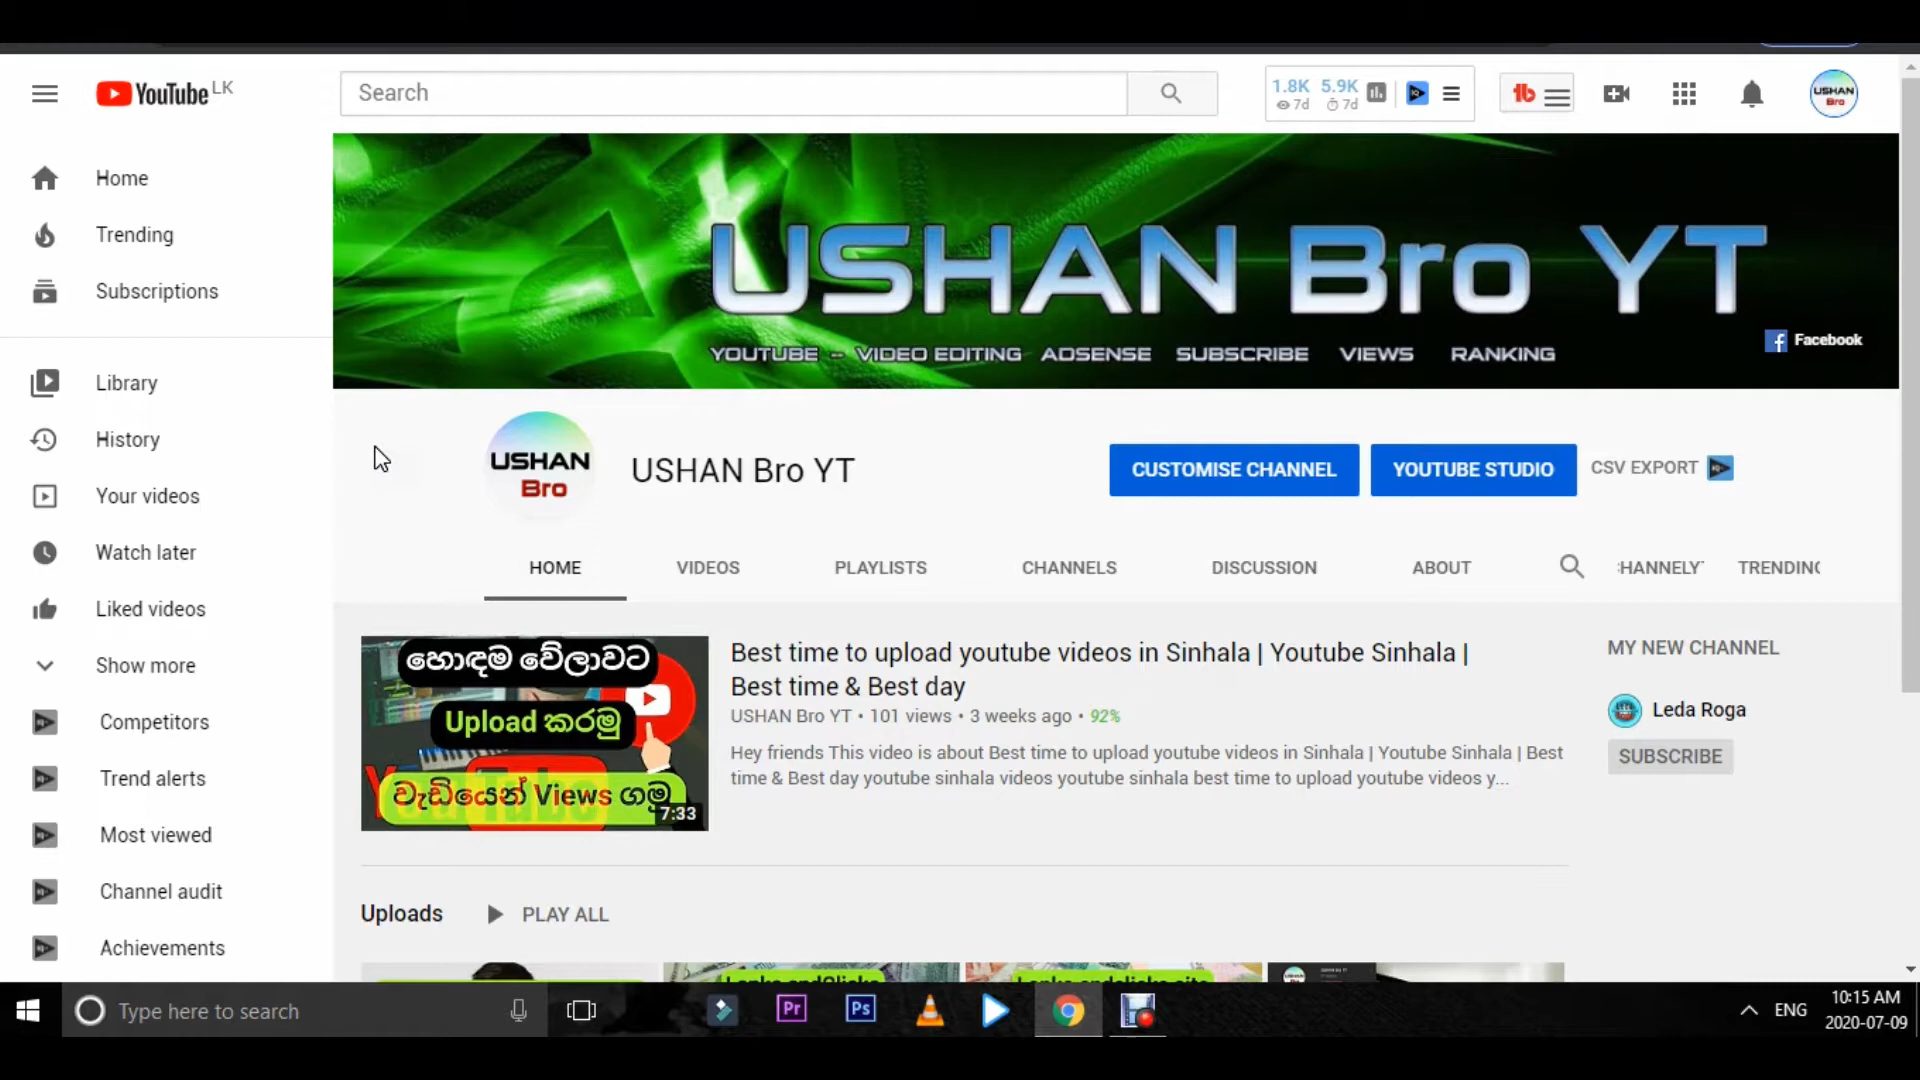 YouTube LK
Search
1.8K 5.9K
7d 7d
USHAN Bro
Home
Trending
Subscriptions
Library
History
Your videos
Watch later
Liked videos
Show more
Competitors
Trend alerts
Most viewed
Channel audit
Achievements
USHAN Bro YT
YOUTUBE - VIDEO EDITING ADSENSE SUBSCRIBE VIEWS RANKING
Facebook
USHAN
Bro
USHAN Bro YT
CUSTOMISE CHANNEL
YOUTUBE STUDIO
CSV EXPORT
HOME VIDEOS PLAYLISTS CHANNELS DISCUSSION ABOUT HANNELY TRENDING
හොඳම වේලාවට
Upload කරමු
වැඩියෙන් Views ගමු
7:33
Best time to upload youtube videos in Sinhala | Youtube Sinhala |
Best time & Best day
USHAN Bro YT • 101 views • 3 weeks ago • 92%
Hey friends This video is about Best time to upload youtube videos in Sinhala | Youtube Sinhala | Best
time & Best day youtube sinhala videos youtube sinhala best time to upload youtube videos y...
MY NEW CHANNEL
Leda Roga
SUBSCRIBE
Uploads PLAY ALL
Type here to search
Pr
Ps
ENG
10:15 AM
2020-07-09